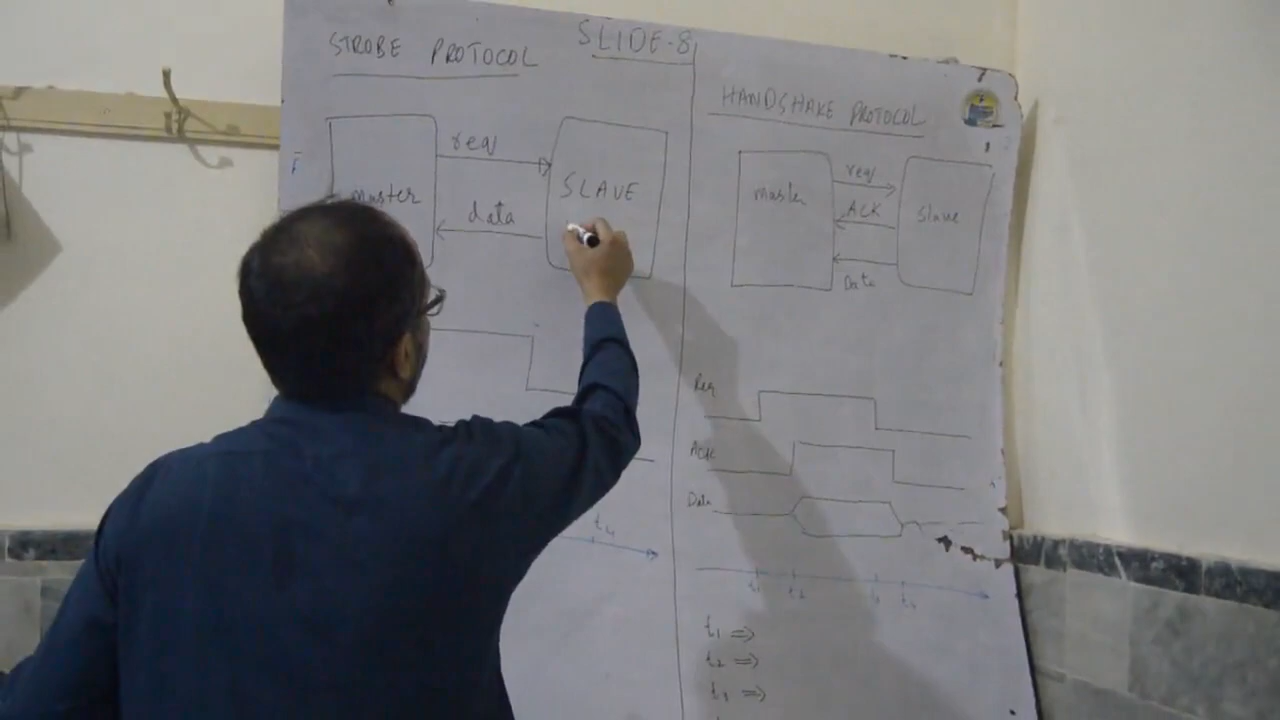 SLIDE-8
STROBE PROTOCOL
req
master
SLAVE
data
t4
HANDSHAKE PROTOCOL
req
master
ACK
slave
Data
Req
ACK
Data
t1 t2 t3 t4
t1 ⇒
t2 ⇒
t3 ⇒